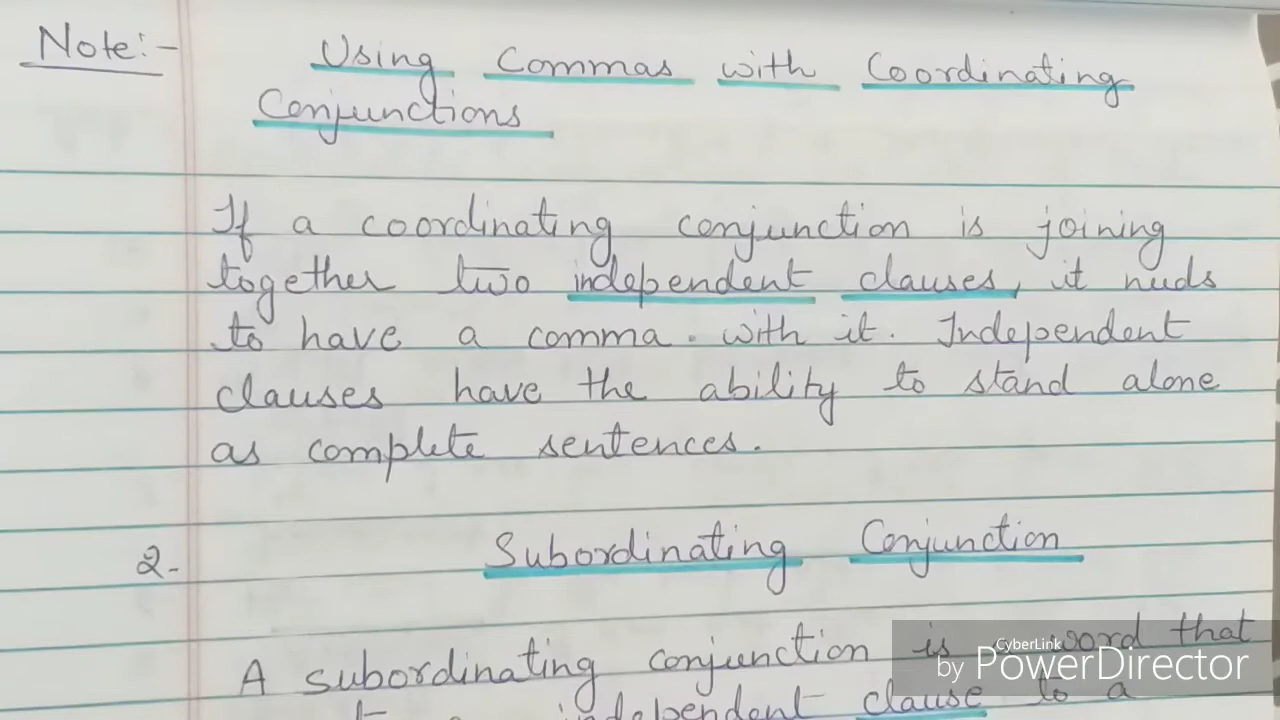 Note:-
Using Commas with Coordinating
Conjunctions
If a coordinating conjunction is joining
together two independent clauses, it needs
to have a comma. with it. Independent
clauses have the ability to stand alone
as complete sentences.
2- Subordinating Conjunction
A subordinating conjunction is a word that
independent clause to a
CyberLink
by PowerDirector